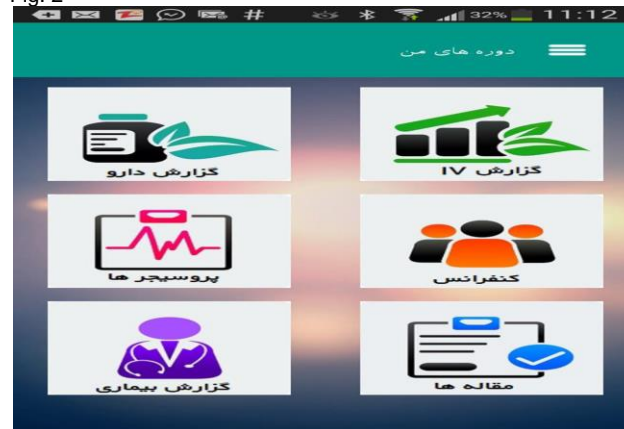 Fig. 2
# 32% 11:12
دوره های من
گزارش IV
گزارش دارو
کنفرانس
پروسیجر ها
مقاله ها
گزارش بیماری